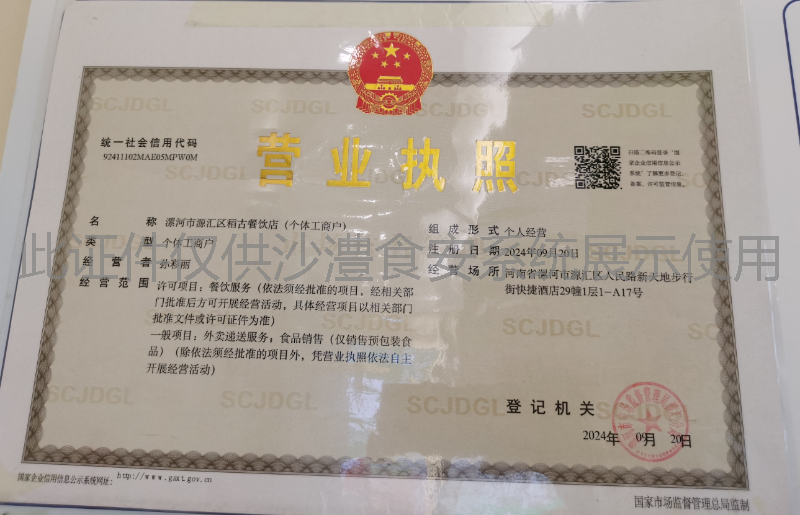 统一社会信用代码
92411102MAE05MPW0M
营业执照
扫描二维码登录“国
家企业信用信息公示
系统”了解更多登记、
备案、许可监管信息。
名称 漯河市源汇区稻古餐饮店（个体工商户）
类型 个体工商户
经营者
经营范围 许可项目：餐饮服务（依法须经批准的项目，经相关部
门批准后方可开展经营活动，具体经营项目以相关部门
批准文件或许可证件为准）
一般项目：外卖递送服务；食品销售（仅销售预包装食
品）（除依法须经批准的项目外，凭营业执照依法自主
开展经营活动）
组成形式 个人经营
注册日期 2024年09月20日
经营场所 河南省漯河市源汇区人民路新天地步行
街快捷酒店29幢1层1-A17号
此证件仅供沙澧食安系统展示使用
登记机关
2024年 09月 20日
国家企业信用信息公示系统网址：http://www.gsxt.gov.cn
国家市场监督管理总局监制
SCJDGL
SCJDGL
SCJDGL
SCJDGL
SCJDGL
SCJDGL